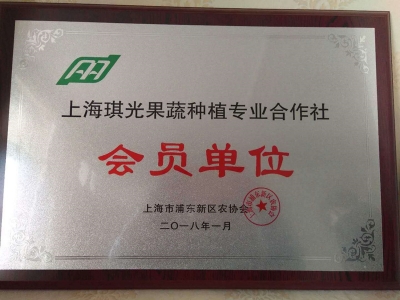 上海琪光果蔬种植专业合作社
会员单位
上海市浦东新区农协会
二〇一八年一月